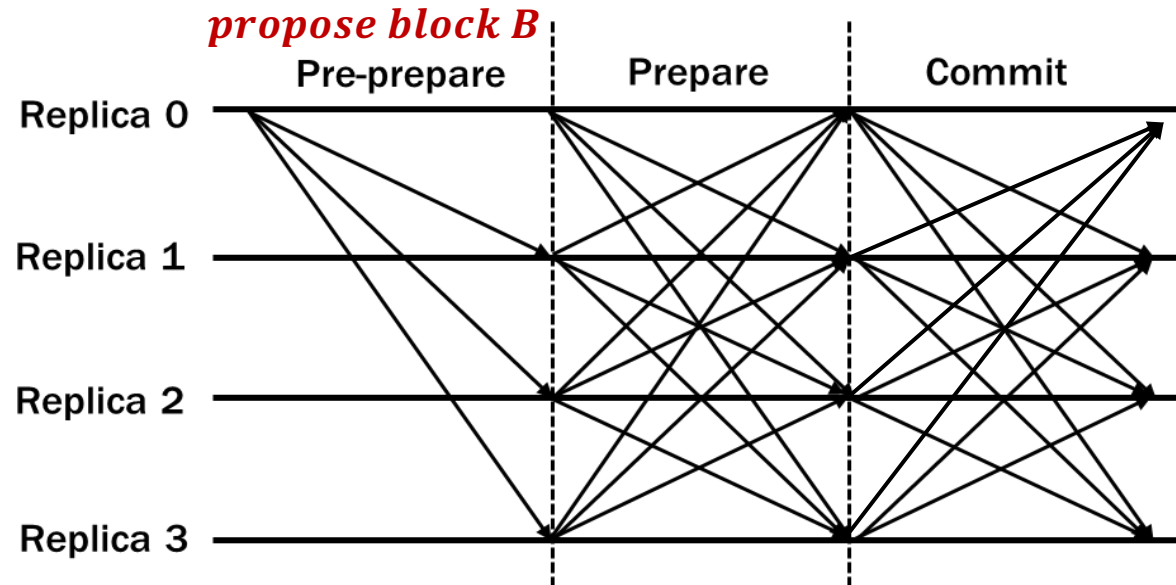 propose block B
Pre-prepare
Prepare
Commit
Replica 0
Replica 1
Replica 2
Replica 3